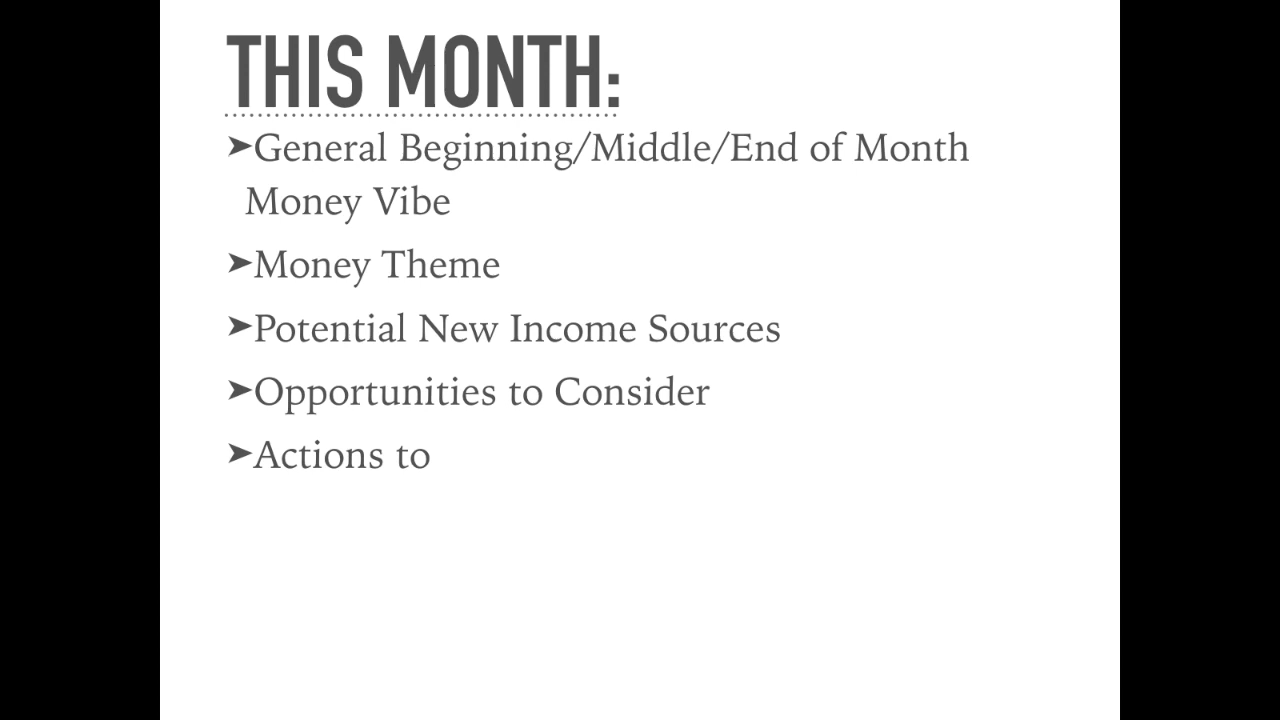 THIS MONTH:
➤General Beginning/Middle/End of Month
Money Vibe
➤Money Theme
➤Potential New Income Sources
➤Opportunities to Consider
➤Actions to